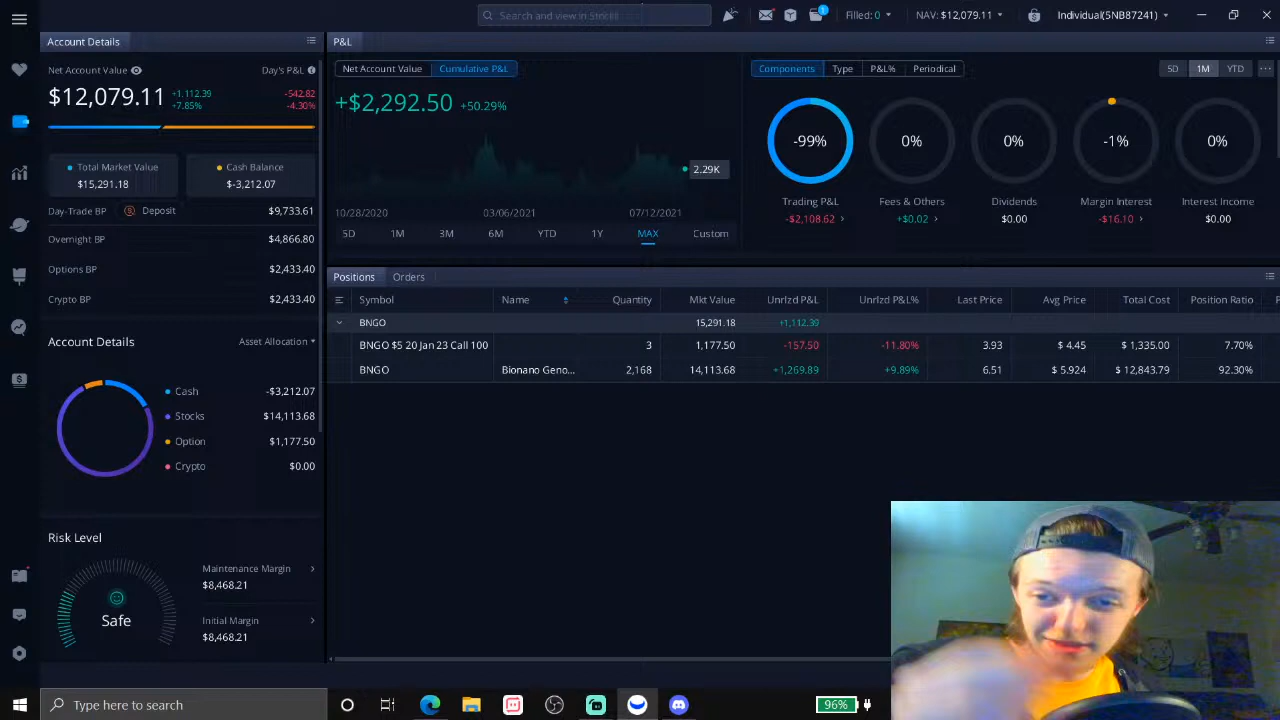 Search and view in Stocks
Filled: 0
NAV: $12,079.11
Individual(5NB87241)
1
Account Details
Net Account Value
Day's P&L
$12,079.11
+1,112.39
+7.85%
-542.82
-4.30%
Total Market Value
$15,291.18
Cash Balance
$-3,212.07
Day-Trade BP
Deposit
$9,733.61
Overnight BP
$4,866.80
Options BP
$2,433.40
Crypto BP
$2,433.40
Account Details
Asset Allocation
Cash
-$3,212.07
Stocks
$14,113.68
Option
$1,177.50
Crypto
$0.00
Risk Level
Safe
Maintenance Margin
$8,468.21
Initial Margin
$8,468.21
P&L
Net Account Value
Cumulative P&L
+$2,292.50
+50.29%
2.29K
10/28/2020
03/06/2021
07/12/2021
5D
1M
3M
6M
YTD
1Y
MAX
Custom
Components
Type
P&L%
Periodical
5D
1M
YTD
-99%
0%
0%
-1%
0%
Trading P&L
Fees & Others
Dividends
Margin Interest
Interest Income
-$2,108.62
+$0.02
$0.00
-$16.10
$0.00
Positions
Orders
Symbol
Name
Quantity
Mkt Value
Unrlzd P&L
Unrlzd P&L%
Last Price
Avg Price
Total Cost
Position Ratio
BNGO
15,291.18
+1,112.39
BNGO $5 20 Jan 23 Call 100
3
1,177.50
-157.50
-11.80%
3.93
$ 4.45
$ 1,335.00
7.70%
BNGO
Bionano Geno...
2,168
14,113.68
+1,269.89
+9.89%
6.51
$ 5.924
$ 12,843.79
92.30%
Type here to search
96%